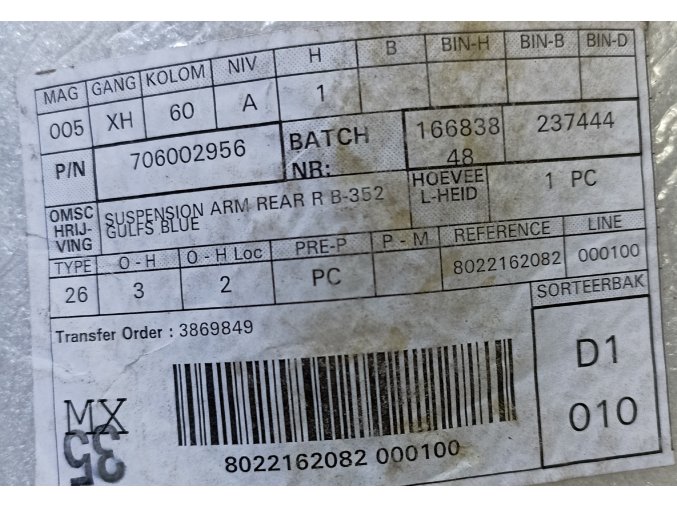 MAG GANG KOLOM NIV H B BIN-H BIN-B BIN-D
005 XH 60 A 1
P/N 706002956 BATCH NR: 166838 48 237444
OMSC HRIJ- VING SUSPENSION ARM REAR R B-352 GULFS BLUE HOEVEE L-HEID 1 PC
TYPE O - H O - H Loc PRE-P P - M REFERENCE LINE
26 3 2 PC 8022162082 000100
Transfer Order : 3869849 SORTEERBAK
D1
010
MX
35
8022162082 000100